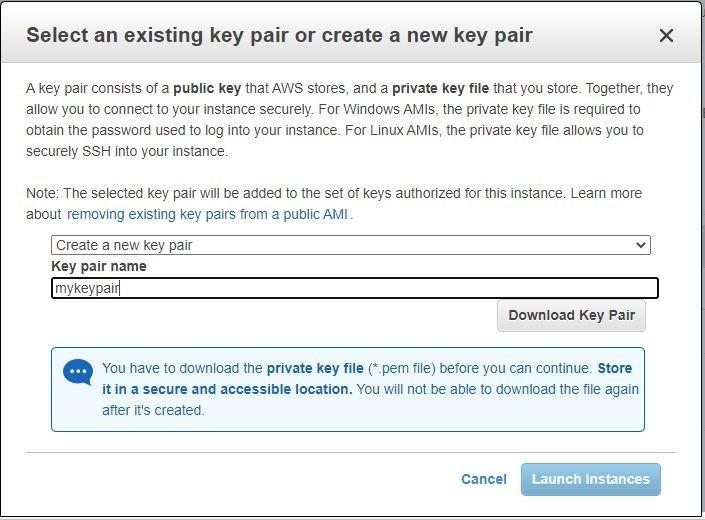 Select an existing key pair or create a new key pair
A key pair consists of a public key that AWS stores, and a private key file that you store. Together, they
allow you to connect to your instance securely. For Windows AMIs, the private key file is required to
obtain the password used to log into your instance. For Linux AMIs, the private key file allows you to
securely SSH into your instance.
Note: The selected key pair will be added to the set of keys authorized for this instance. Learn more
about removing existing key pairs from a public AMI .
Create a new key pair
Key pair name
mykeypair
Download Key Pair
You have to download the private key file (*.pem file) before you can continue. Store
it in a secure and accessible location. You will not be able to download the file again
after it's created.
Cancel Launch Instances